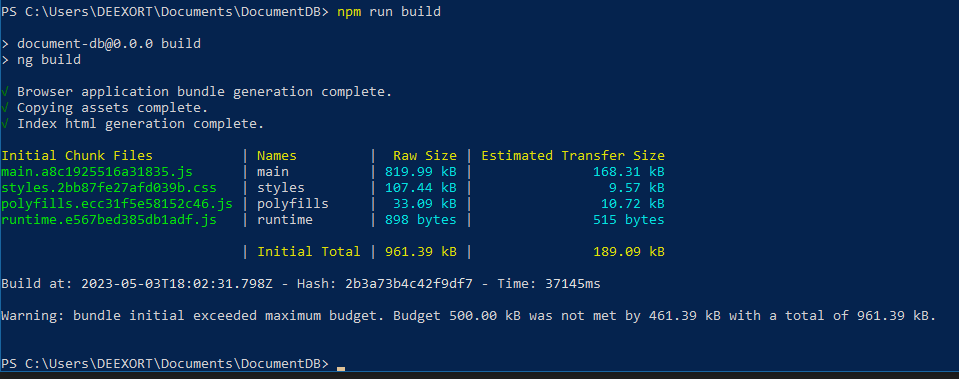 PS C:\Users\DEEXORT\Documents\DocumentDB> npm run build
> document-db@0.0.0 build
> ng build
√ Browser application bundle generation complete.
√ Copying assets complete.
√ Index html generation complete.
Initial Chunk Files | Names | Raw Size | Estimated Transfer Size
main.a8c1925516a31835.js | main | 819.99 kB | 168.31 kB
styles.2bb87fe27afd039b.css | styles | 107.44 kB | 9.57 kB
polyfills.ecc31f5e58152c46.js | polyfills | 33.09 kB | 10.72 kB
runtime.e567bed385db1adf.js | runtime | 898 bytes | 515 bytes
| Initial Total | 961.39 kB | 189.09 kB
Build at: 2023-05-03T18:02:31.798Z - Hash: 2b3a73b4c42f9df7 - Time: 37145ms
Warning: bundle initial exceeded maximum budget. Budget 500.00 kB was not met by 461.39 kB with a total of 961.39 kB.
PS C:\Users\DEEXORT\Documents\DocumentDB>